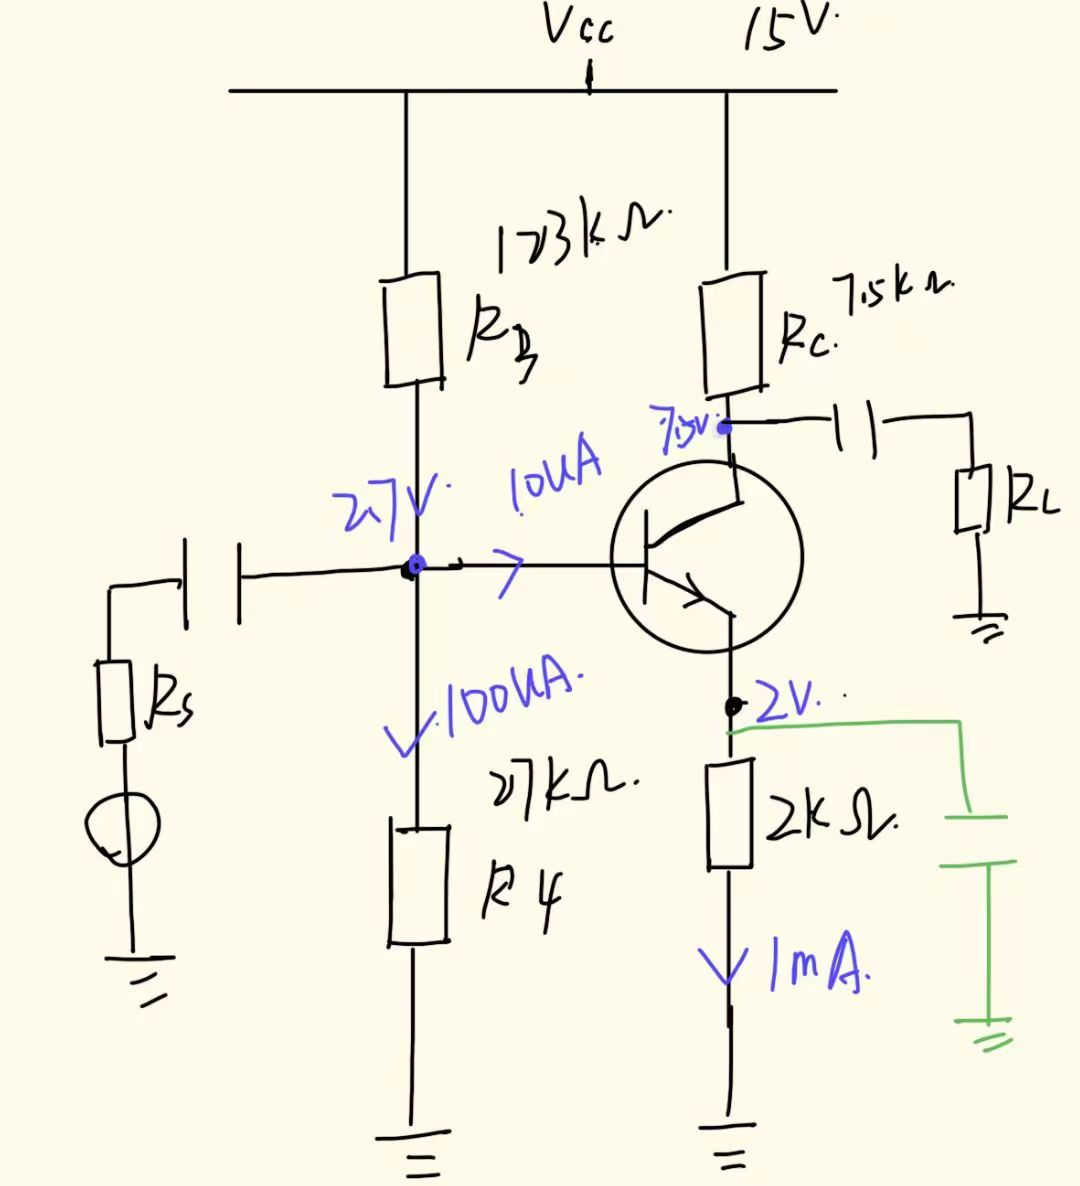 Vcc 15V.
123kΩ.
R3
7.5kΩ.
Rc.
7.5V.
2.7V.
10uA
RL
Rs
100uA.
2V.
27kΩ.
2kΩ.
R4
1mA.